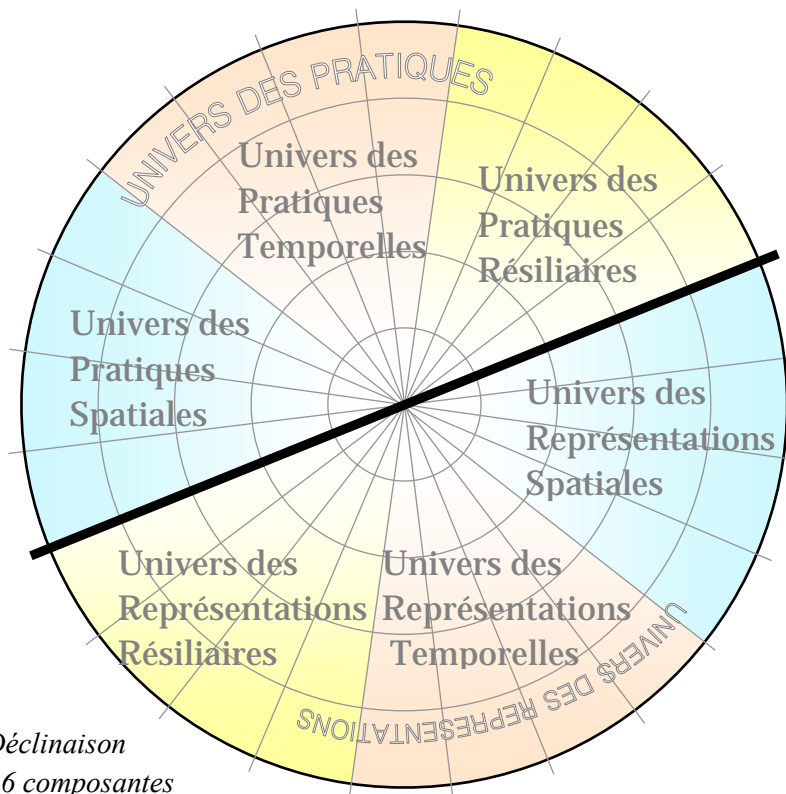 UNIVERS DES PRATIQUES
Univers des
Pratiques
Temporelles
Univers des
Pratiques
Résiliaires
Univers des
Pratiques
Spatiales
Univers des
Représentations
Spatiales
Univers des
Représentations
Résiliaires
Univers des
Représentations
Temporelles
UNIVERS DES REPRESENTATIONS
Déclinaison
6 composantes